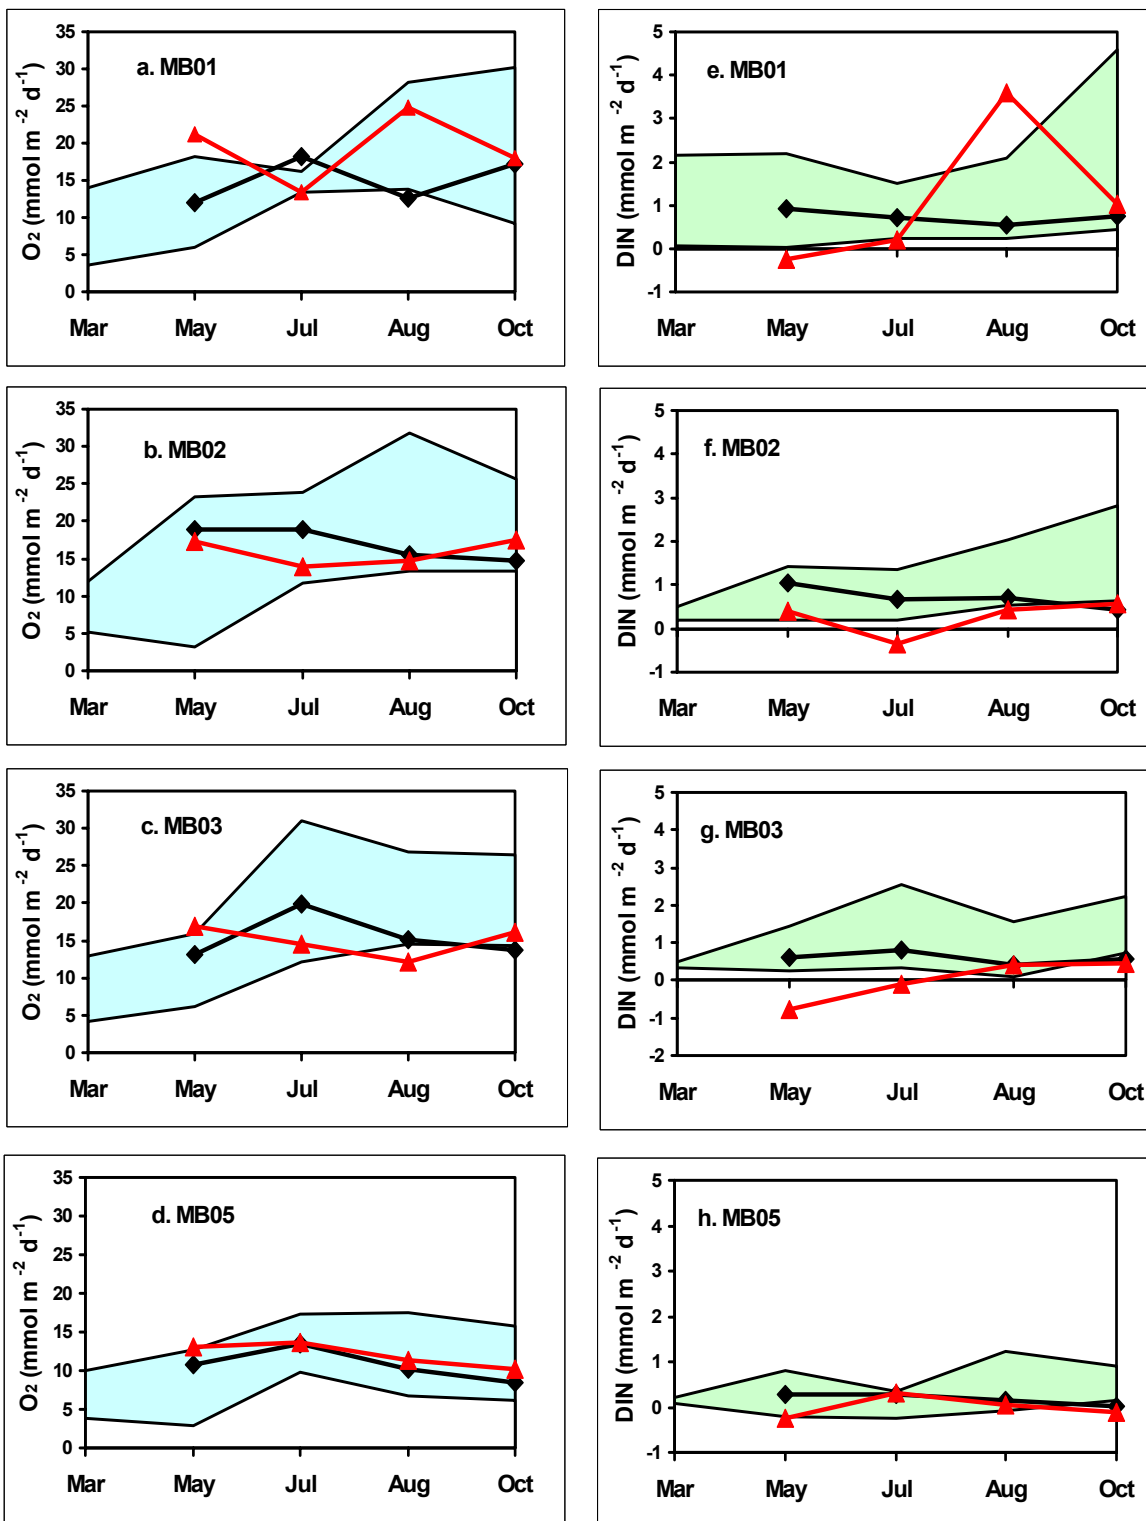 a. MB01
O2 (mmol m-2 d-1)
35
30
25
20
15
10
5
0
Mar May Jul Aug Oct
e. MB01
DIN (mmol m-2 d-1)
5
4
3
2
1
0
-1
Mar May Jul Aug Oct
b. MB02
O2 (mmol m-2 d-1)
35
30
25
20
15
10
5
0
Mar May Jul Aug Oct
f. MB02
DIN (mmol m-2 d-1)
5
4
3
2
1
0
-1
Mar May Jul Aug Oct
c. MB03
O2 (mmol m-2 d-1)
35
30
25
20
15
10
5
0
Mar May Jul Aug Oct
g. MB03
DIN (mmol m-2 d-1)
5
4
3
2
1
0
-1
-2
Mar May Jul Aug Oct
d. MB05
O2 (mmol m-2 d-1)
35
30
25
20
15
10
5
0
Mar May Jul Aug Oct
h. MB05
DIN (mmol m-2 d-1)
5
4
3
2
1
0
-1
Mar May Jul Aug Oct